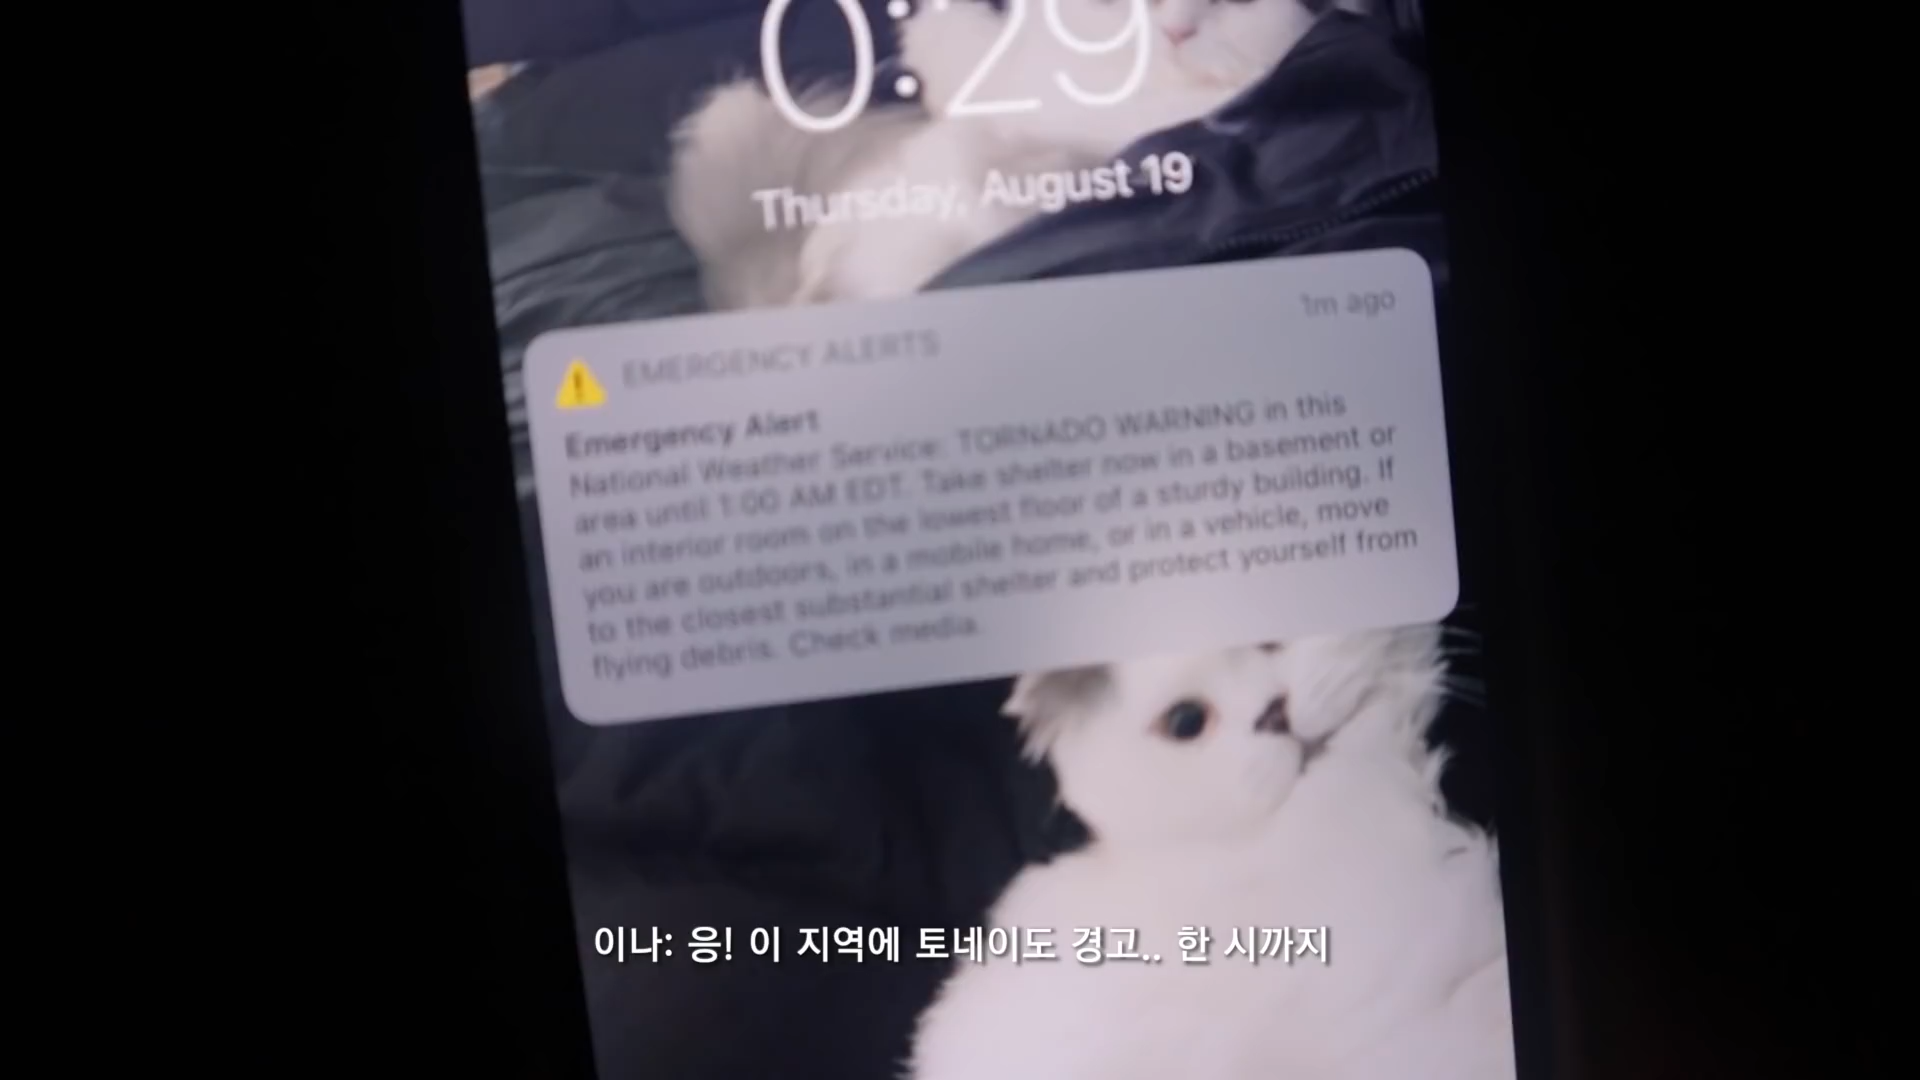 0:29
Thursday, August 19
EMERGENCY ALERTS
1m ago
Emergency Alert
National Weather Service: TORNADO WARNING in this
area until 1:00 AM EDT. Take shelter now in a basement or
an interior room on the lowest floor of a sturdy building. If
you are outdoors, in a mobile home, or in a vehicle, move
to the closest substantial shelter and protect yourself from
flying debris. Check media.
이나: 응! 이 지역에 토네이도 경고.. 한 시까지